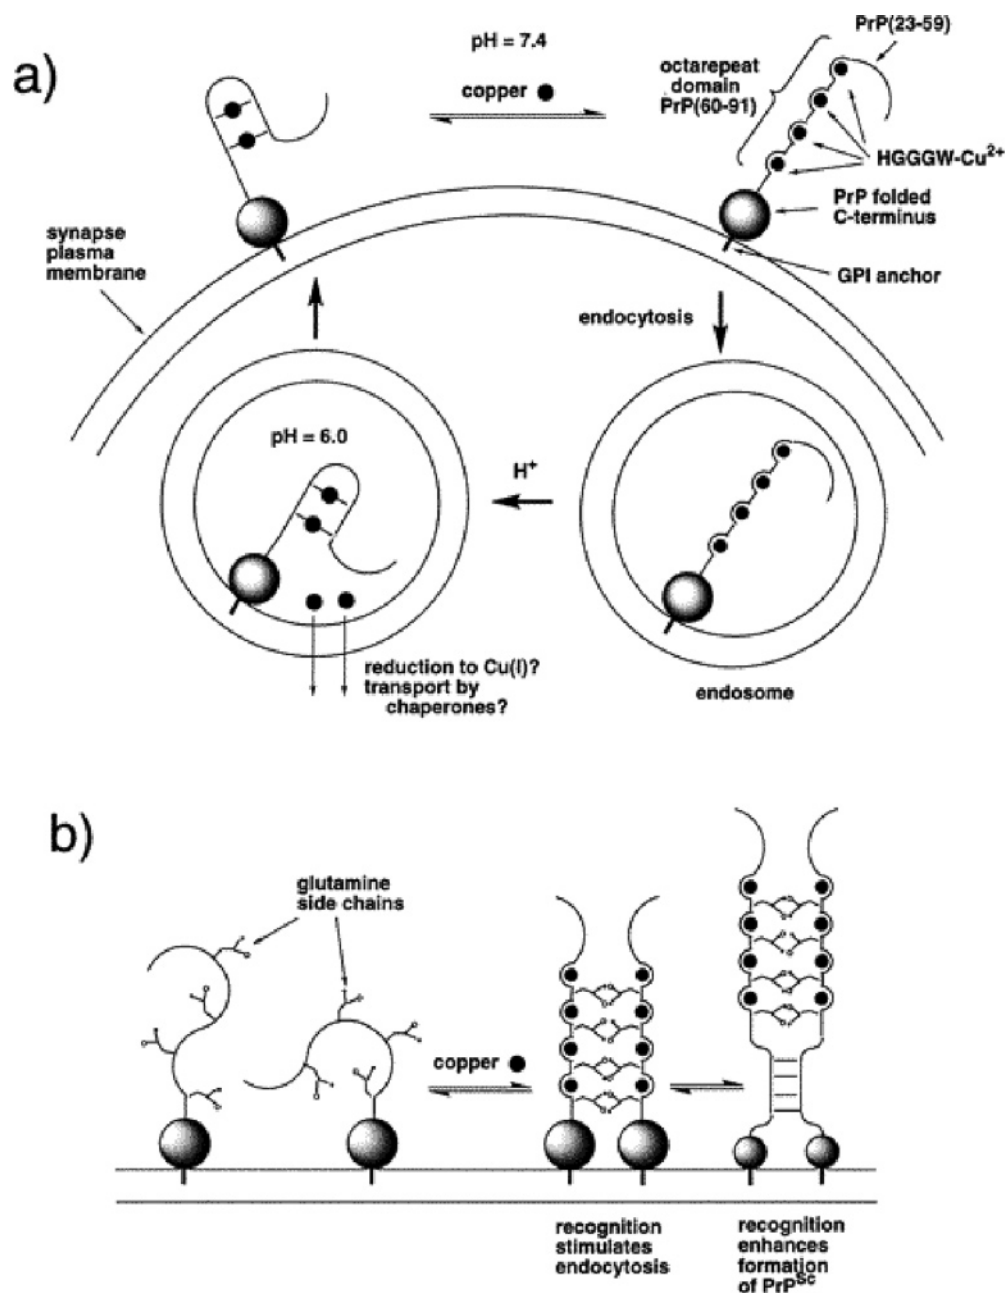 a)
pH = 7.4
copper
octarepeat
domain
PrP(60-91)
PrP(23-59)
HGGGW-Cu2+
PrP folded
C-terminus
GPI anchor
synapse
plasma
membrane
endocytosis
pH = 6.0
H+
reduction to Cu(I)?
transport by
chaperones?
endosome
b)
glutamine
side chains
copper
recognition
stimulates
endocytosis
recognition
enhances
formation
of PrPSc